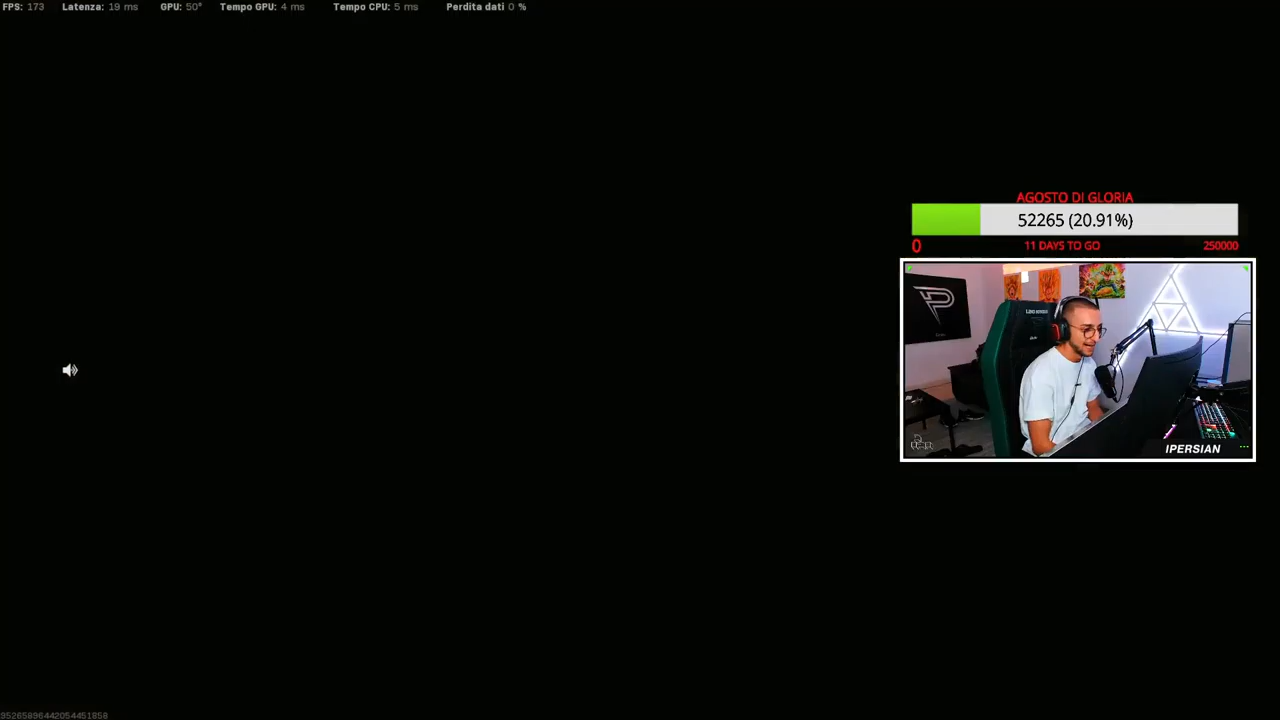 FPS: 173 Latenza: 19 ms GPU: 50° Tempo GPU: 4 ms Tempo CPU: 5 ms Perdita dati 0 %
AGOSTO DI GLORIA
52265 (20.91%)
0 11 DAYS TO GO 250000
IPERSIAN
95265896442054451858